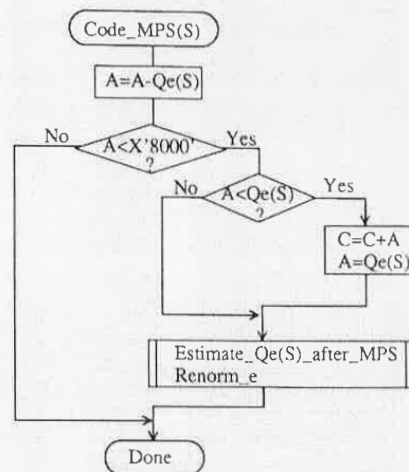 Code_MPS(S)
A=A-Qe(S)
No
A<X'8000'
?
Yes
No
A<Qe(S)
?
Yes
C=C+A
A=Qe(S)
Estimate_Qe(S)_after_MPS
Renorm_e
Done